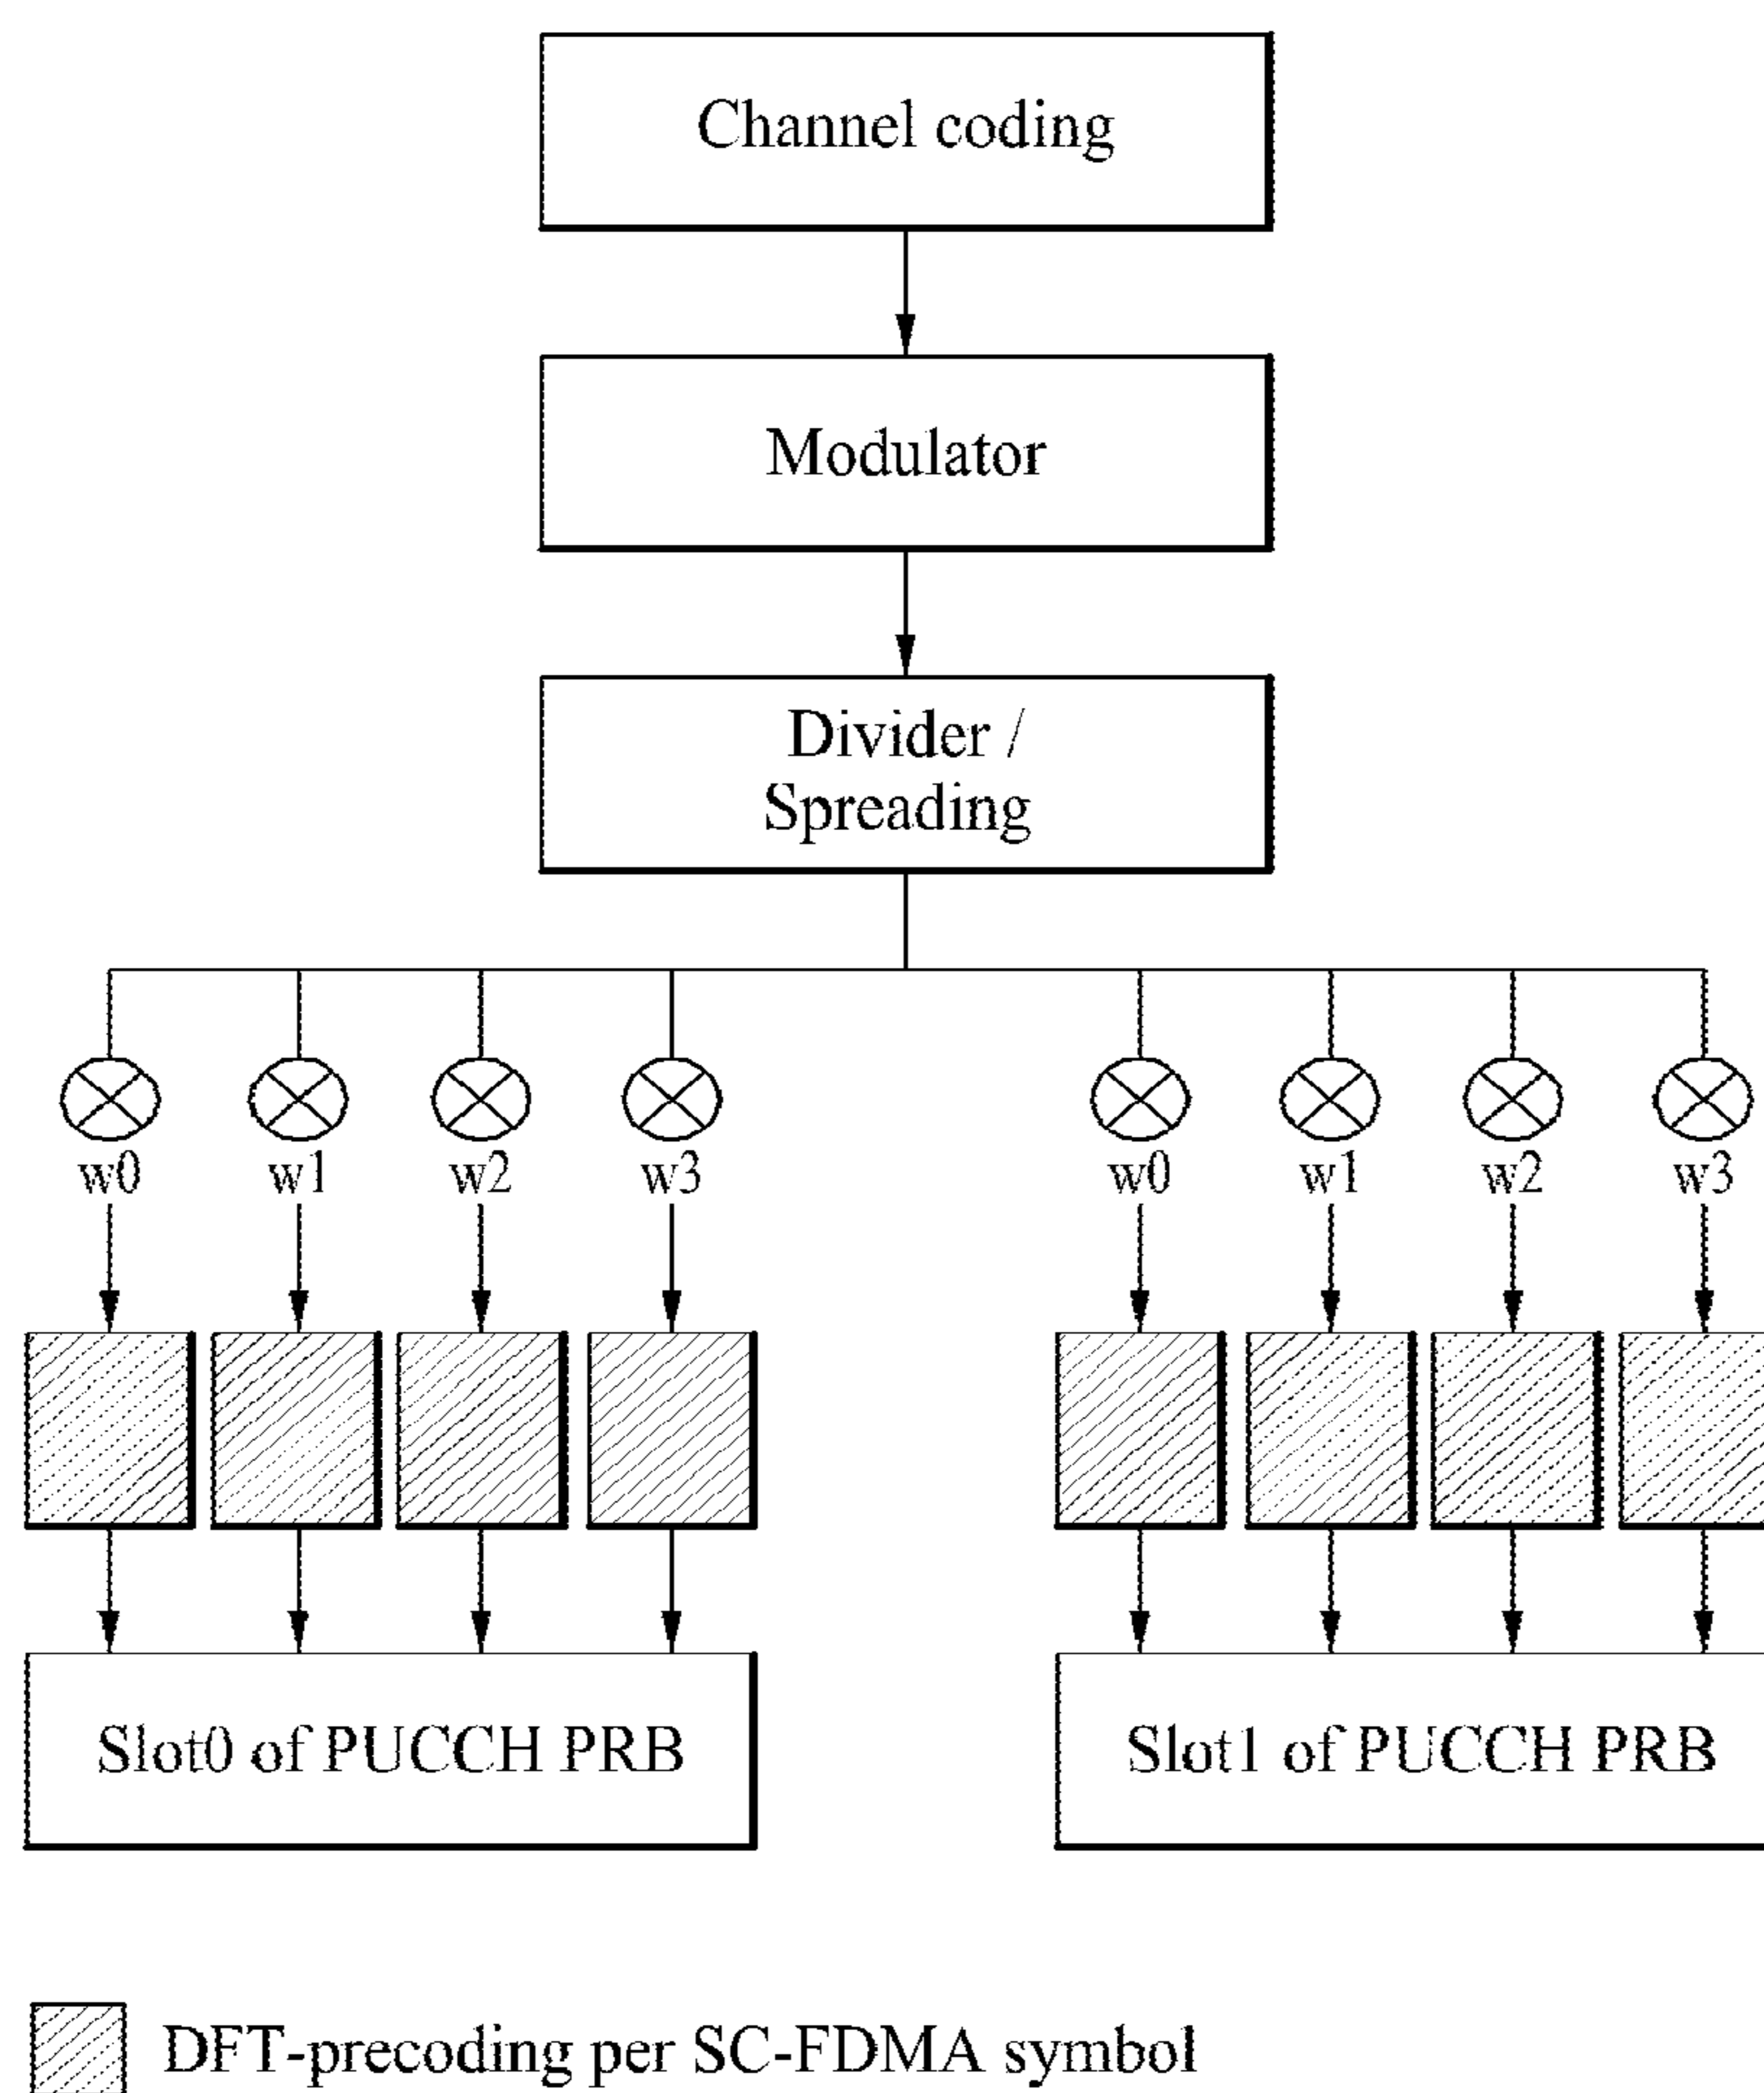 Channel coding
Modulator
Divider /
Spreading
w0 w1 w2 w3 w0 w1 w2 w3
Slot0 of PUCCH PRB Slot1 of PUCCH PRB
DFT-precoding per SC-FDMA symbol